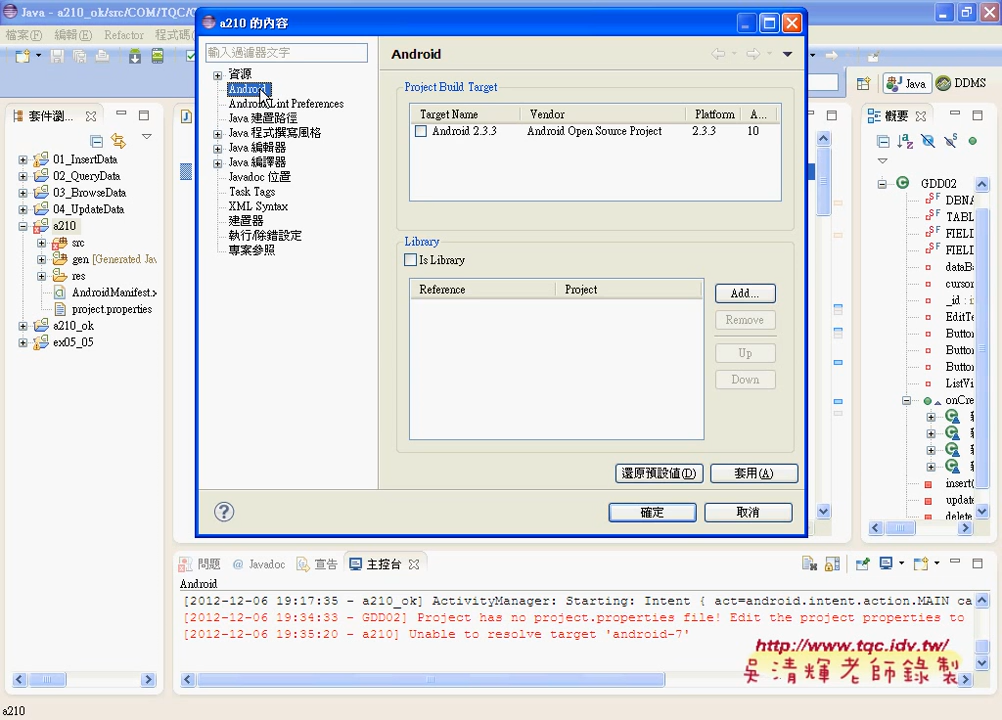 Java - a210_ok/src/COM/TQC/
a210 的內容
檔案(F) 編輯(E) Refactor 程式碼
輸入過濾器文字
Android
資源
Android
Android Lint Preferences
Java 建置路徑
Java 程式撰寫風格
Java 編輯器
Java 編譯器
Javadoc 位置
Task Tags
XML Syntax
建置器
執行/除錯設定
專案參照
Project Build Target
Target Name Vendor Platform A...
Android 2.3.3 Android Open Source Project 2.3.3 10
Library
Is Library
Reference Project
Add...
Remove
Up
Down
還原預設值(D) 套用(A)
確定 取消
Java DDMS
套件瀏...
01_InsertData
02_QueryData
03_BrowseData
04_UpdateData
a210
src
gen [Generated Jav
res
AndroidManifest.x
project.properties
a210_ok
ex05_05
概要
GDD02
DBNA
TABL
FIEL
FIEL
dataBa
cursor
_id : i
EditTe
Button
Button
Button
ListVi
onCre
insert(
update
delete
問題 Javadoc 宣告 主控台
Android
[2012-12-06 19:17:35 - a210_ok] ActivityManager: Starting: Intent { act=android.intent.action.MAIN ca
[2012-12-06 19:34:33 - GDD02] Project has no project.properties file! Edit the project properties to
[2012-12-06 19:35:20 - a210] Unable to resolve target 'android-7'
http://www.tqc.idv.tw/
吳清輝老師錄製
a210